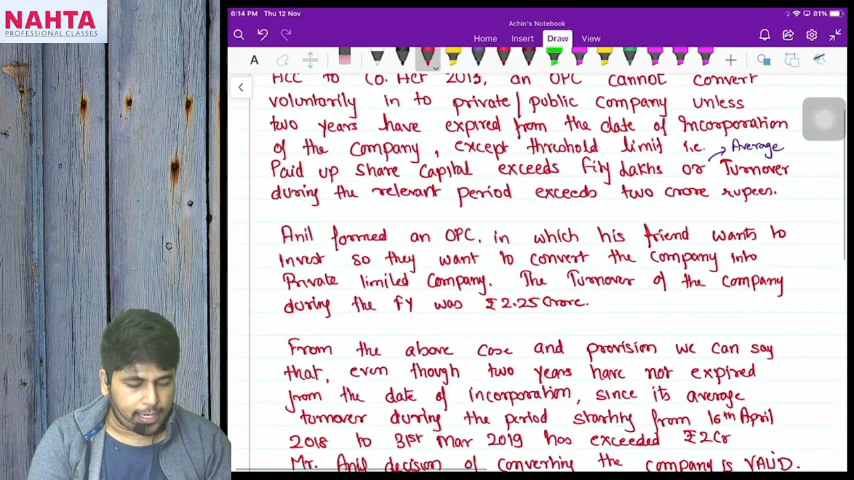 NAHTA
PROFESSIONAL CLASSES
6:14 PM Thu 12 Nov
81%
Achin's Notebook
Home Insert Draw View
A
Acc to Co. Act 2013, an OPC cannot convert
voluntarily in to private/public company unless
two years have expired from the date of Incorporation
of the company, except threshold limit i.e. → Average
Paid up share Capital exceeds Fifty Lakhs or Turnover
during the relevant period exceeds two crore rupees.
Anil formed an OPC, in which his friend wants to
Invest so they want to convert the company into
Private limited Company. The Turnover of the company
during the FY was ₹2.25 Crore.
From the above case and provision we can say
that, even though two years have not expired
from the date of incorporation, since its average
turnover during the period starting from 16th April
2018 to 31st Mar 2019 has exceeded ₹2Cr
Mr. Anil decision of converting the company is VALID.